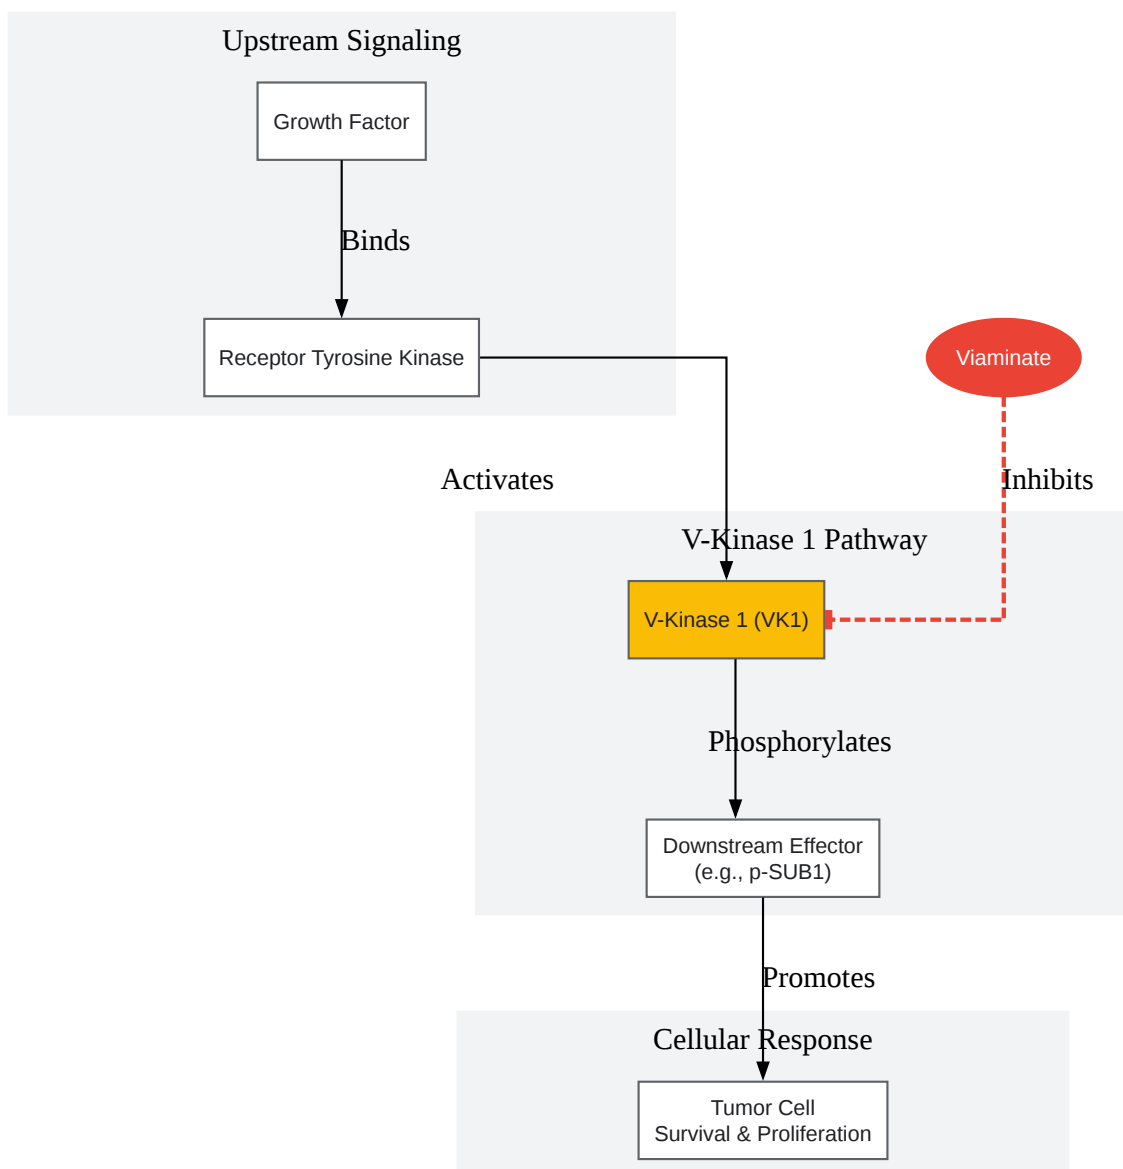 Upstream Signaling
Growth Factor
Binds
Receptor Tyrosine Kinase
Viaminate
Activates
Inhibits
V-Kinase 1 Pathway
V-Kinase 1 (VK1)
Phosphorylates
Downstream Effector
(e.g., p-SUB1)
Promotes
Cellular Response
Tumor Cell
Survival & Proliferation